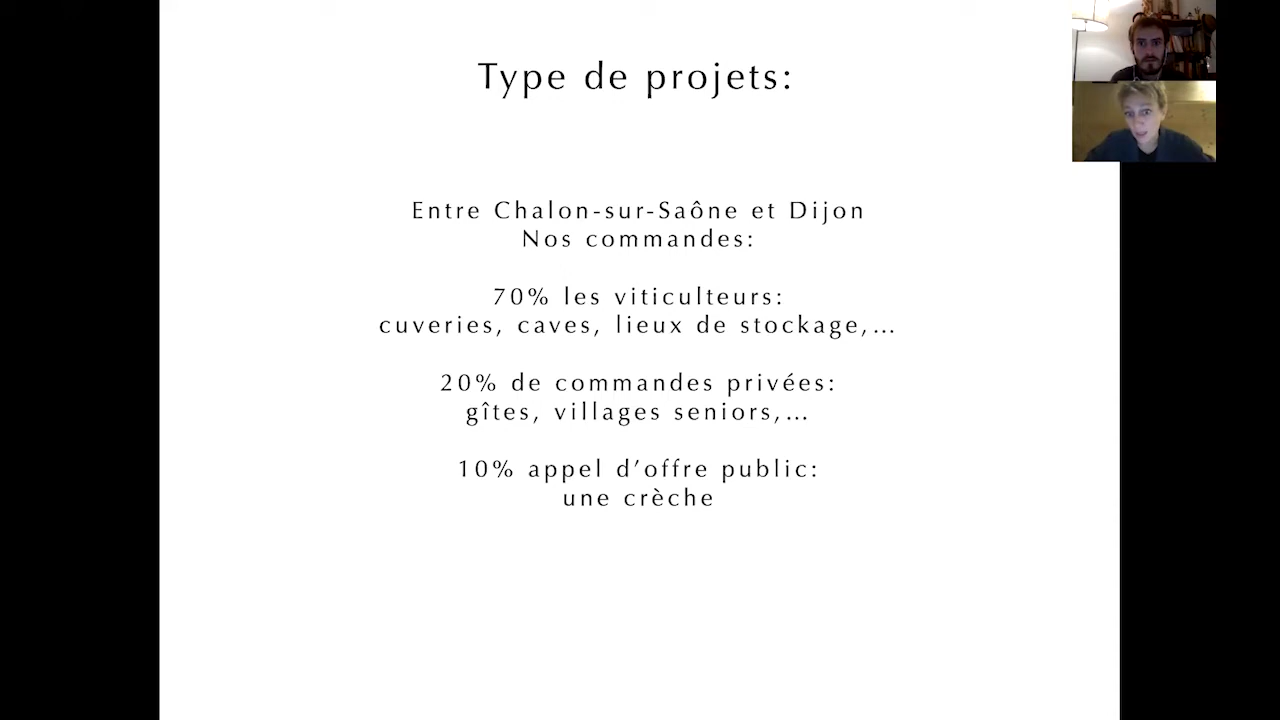 Type de projets:
Entre Chalon-sur-Saône et Dijon
Nos commandes:
70% les viticulteurs:
cuveries, caves, lieux de stockage,...
20% de commandes privées:
gîtes, villages seniors,...
10% appel d’offre public:
une crèche